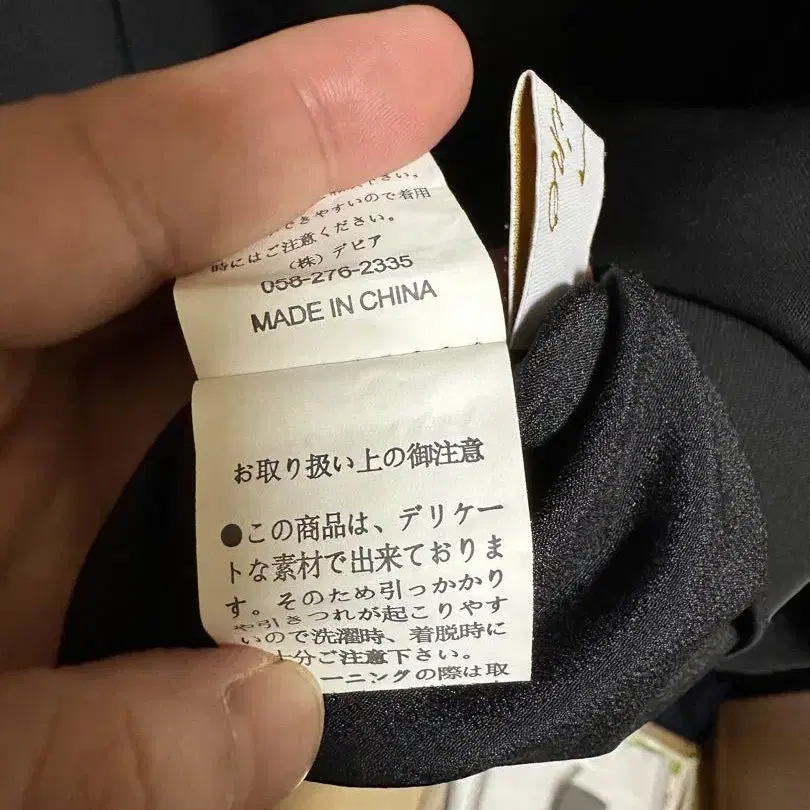 下さい。
きやすいので着用
時にはご注意ください。
(株)デビア
058-276-2335
MADE IN CHINA
お取り扱い上の御注意
●この商品は、デリケー
トな素材で出来ておりま
す。そのため引っかかり
や引きつれが起こりやす
いので洗濯時、着脱時に
十分ご注意下さい。
ーニングの際は取